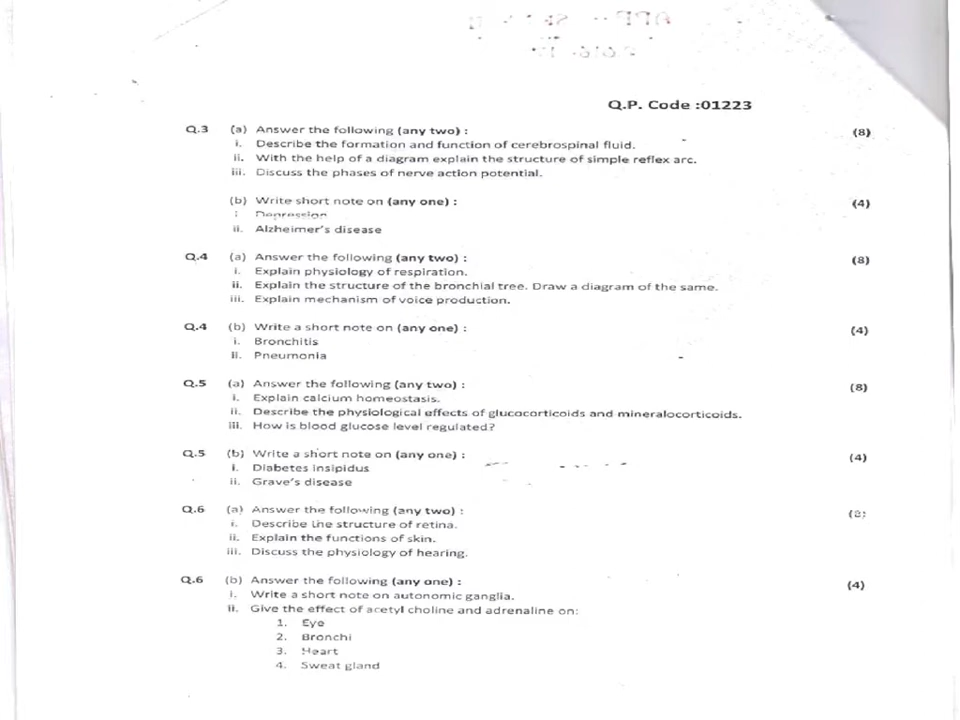 Q.P. Code :01223
Q.3 (a) Answer the following (any two) : (8)
i. Describe the formation and function of cerebrospinal fluid.
ii. With the help of a diagram explain the structure of simple reflex arc.
iii. Discuss the phases of nerve action potential.
(b) Write short note on (any one) : (4)
i Depression
ii. Alzheimer's disease
Q.4 (a) Answer the following (any two) : (8)
i. Explain physiology of respiration.
ii. Explain the structure of the bronchial tree. Draw a diagram of the same.
iii. Explain mechanism of voice production.
Q.4 (b) Write a short note on (any one) : (4)
i. Bronchitis
ii. Pneumonia
Q.5 (a) Answer the following (any two) : (8)
i. Explain calcium homeostasis.
ii. Describe the physiological effects of glucocorticoids and mineralocorticoids.
iii. How is blood glucose level regulated?
Q.5 (b) Write a short note on (any one) : (4)
i. Diabetes insipidus
ii. Grave's disease
Q.6 (a) Answer the following (any two) : (8)
i. Describe the structure of retina.
ii. Explain the functions of skin.
iii. Discuss the physiology of hearing.
Q.6 (b) Answer the following (any one) : (4)
i. Write a short note on autonomic ganglia.
ii. Give the effect of acetyl choline and adrenaline on:
1. Eye
2. Bronchi
3. Heart
4. Sweat gland